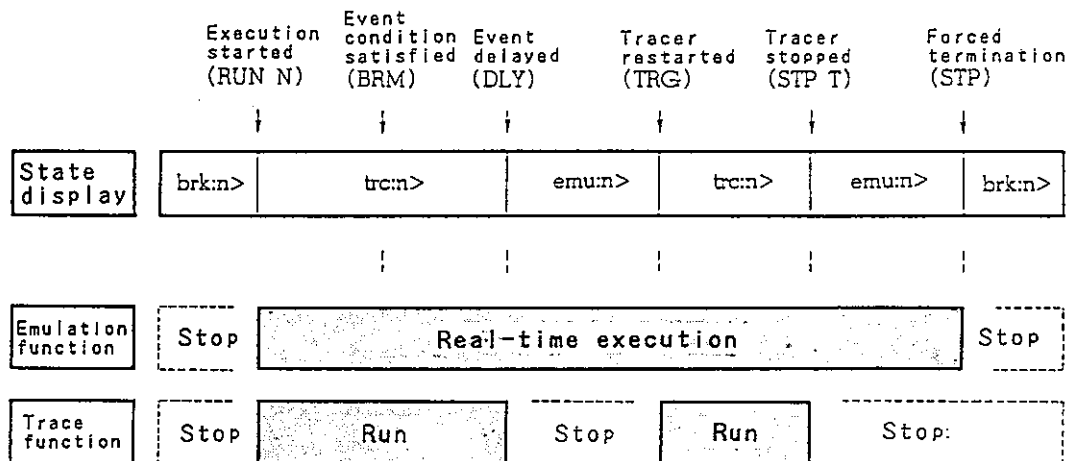 Execution
started
(RUN N)
Event
condition
satisfied
(BRM)
Event
delayed
(DLY)
Tracer
restarted
(TRG)
Tracer
stopped
(STP T)
Forced
termination
(STP)
State
display
brk:n>
trc:n>
emu:n>
trc:n>
emu:n>
brk:n>
Emulation
function
Stop
Real-time execution
Stop
Trace
function
Stop
Run
Stop
Run
Stop: